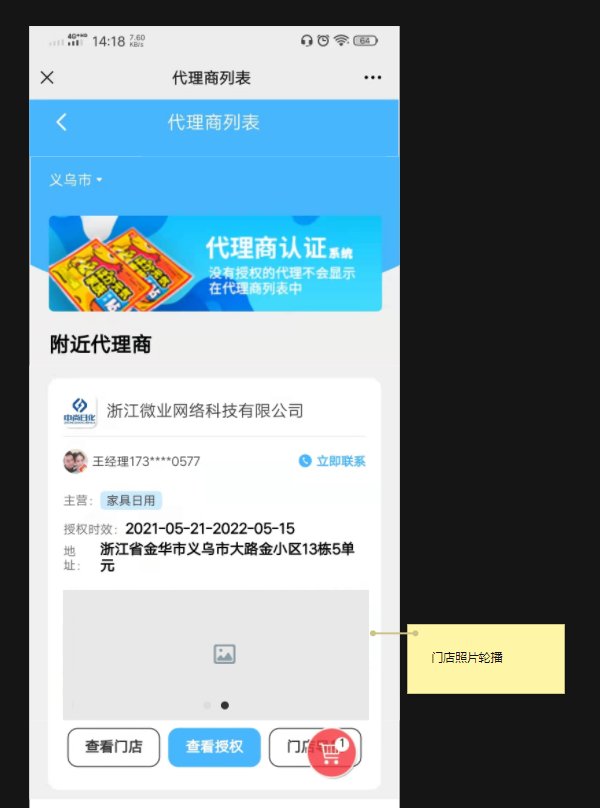 4G+HD 14:18 7.60 KB/s 64
代理商列表
代理商列表
义乌市
代理商认证系统
没有授权的代理不会显示
在代理商列表中
附近代理商
中尚日化
浙江微业网络科技有限公司
王经理173****0577 立即联系
主营： 家具日用
授权时效： 2021-05-21-2022-05-15
地址： 浙江省金华市义乌市大路金小区13栋5单
元
门店照片轮播
查看门店 查看授权 门店
1